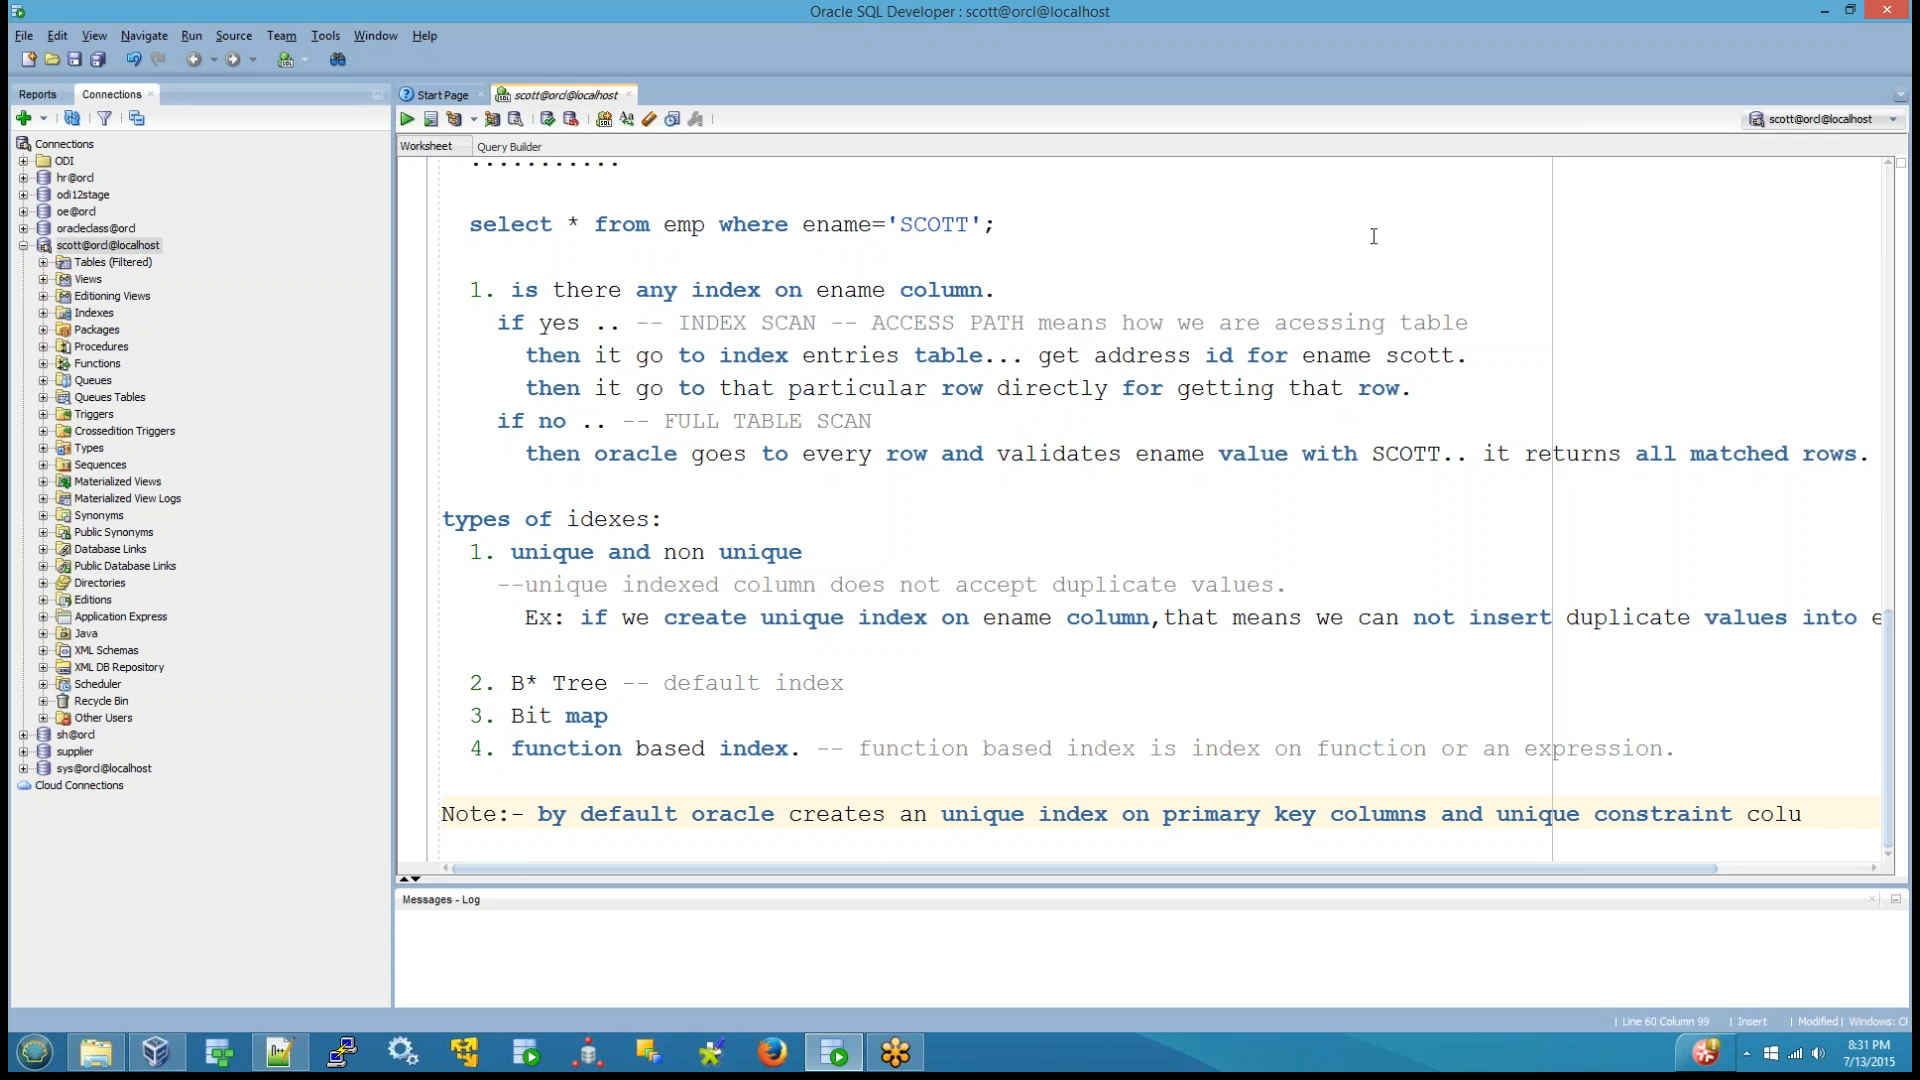 Oracle SQL Developer : scott@orcl@localhost
File Edit View Navigate Run Source Team Tools Window Help
Reports Connections
Start Page scott@orcl@localhost
scott@orcl@localhost
Worksheet Query Builder
Connections
ODI
hr@orcl
odi12stage
oe@orcl
oracleclass@orcl
scott@orcl@localhost
Tables (Filtered)
Views
Editioning Views
Indexes
Packages
Procedures
Functions
Queues
Queues Tables
Triggers
Crossedition Triggers
Types
Sequences
Materialized Views
Materialized View Logs
Synonyms
Public Synonyms
Database Links
Public Database Links
Directories
Editions
Application Express
Java
XML Schemas
XML DB Repository
Scheduler
Recycle Bin
Other Users
sh@orcl
supplier
sys@orcl@localhost
Cloud Connections
...........
select * from emp where ename='SCOTT';
1. is there any index on ename column.
if yes .. -- INDEX SCAN -- ACCESS PATH means how we are acessing table
then it go to index entries table... get address id for ename scott.
then it go to that particular row directly for getting that row.
if no .. -- FULL TABLE SCAN
then oracle goes to every row and validates ename value with SCOTT.. it returns all matched rows.
types of idexes:
1. unique and non unique
--unique indexed column does not accept duplicate values.
Ex: if we create unique index on ename column,that means we can not insert duplicate values into e
2. B* Tree -- default index
3. Bit map
4. function based index. -- function based index is index on function or an expression.
Note:- by default oracle creates an unique index on primary key columns and unique constraint colu
Messages - Log
Line 60 Column 99 Insert Modified Windows: C
8:31 PM
7/13/2015